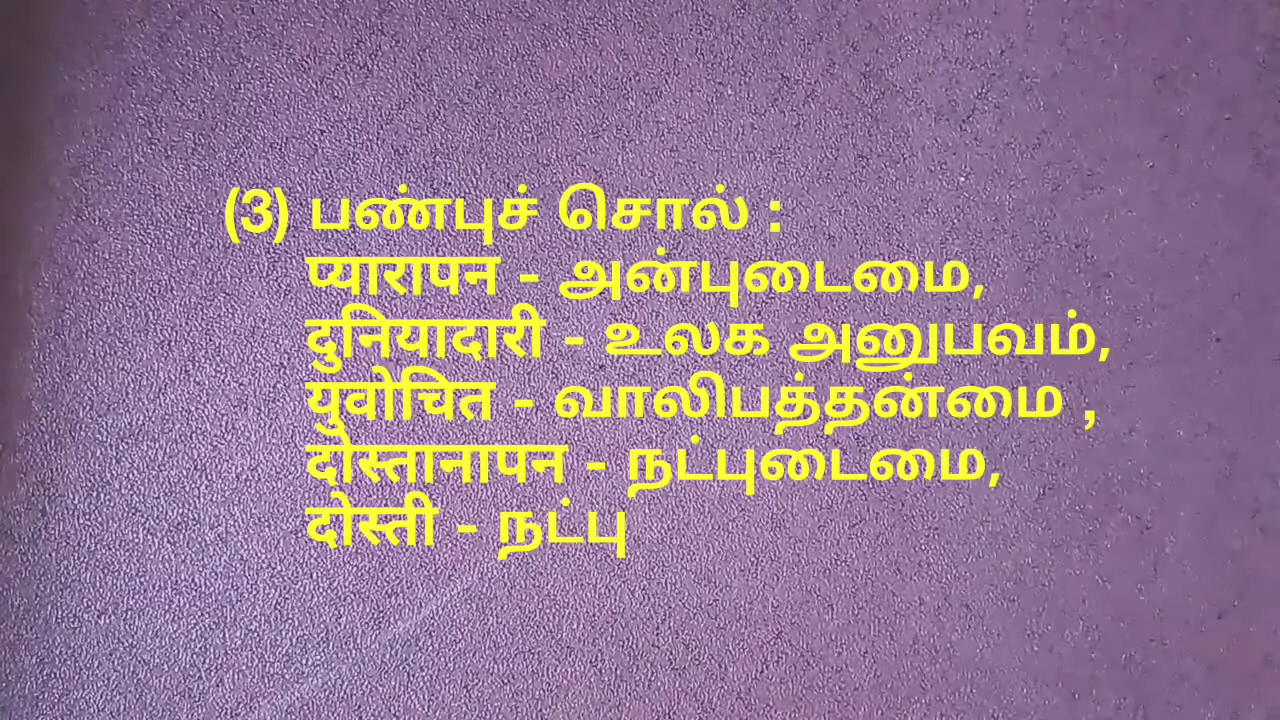 (3) பண்புச் சொல் :
प्यारापन - அன்புடைமை,
दुनियादारी - உலக அனுபவம்,
युवोचित - வாலிபத்தன்மை ,
दोस्तानापन - நட்புடைமை,
दोस्ती - நட்பு